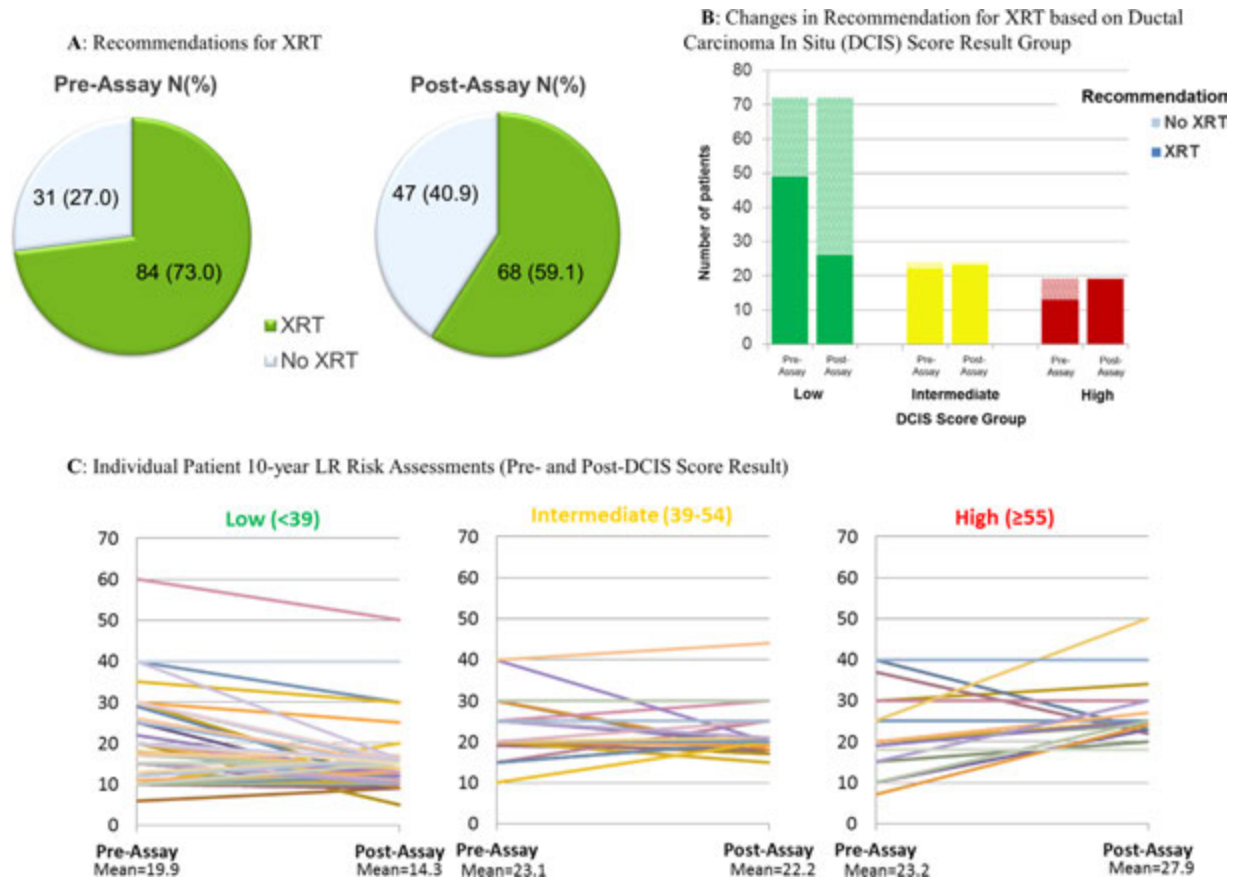 A: Recommendations for XRT
Pre-Assay N(%)
Post-Assay N(%)
31 (27.0)
84 (73.0)
47 (40.9)
68 (59.1)
XRT
No XRT
B: Changes in Recommendation for XRT based on Ductal
Carcinoma In Situ (DCIS) Score Result Group
Number of patients
80
70
60
50
40
30
20
10
0
Recommendation
No XRT
XRT
Pre-
Assay
Post-
Assay
Pre-
Assay
Post-
Assay
Pre-
Assay
Post-
Assay
Low
Intermediate
High
DCIS Score Group
C: Individual Patient 10-year LR Risk Assessments (Pre- and Post-DCIS Score Result)
Low (<39)
70
60
50
40
30
20
10
0
Pre-Assay
Mean=19.9
Post-Assay
Mean=14.3
Intermediate (39-54)
70
60
50
40
30
20
10
0
Pre-Assay
Mean=23.1
Post-Assay
Mean=22.2
High (≥55)
70
60
50
40
30
20
10
0
Pre-Assay
Mean=23.2
Post-Assay
Mean=27.9